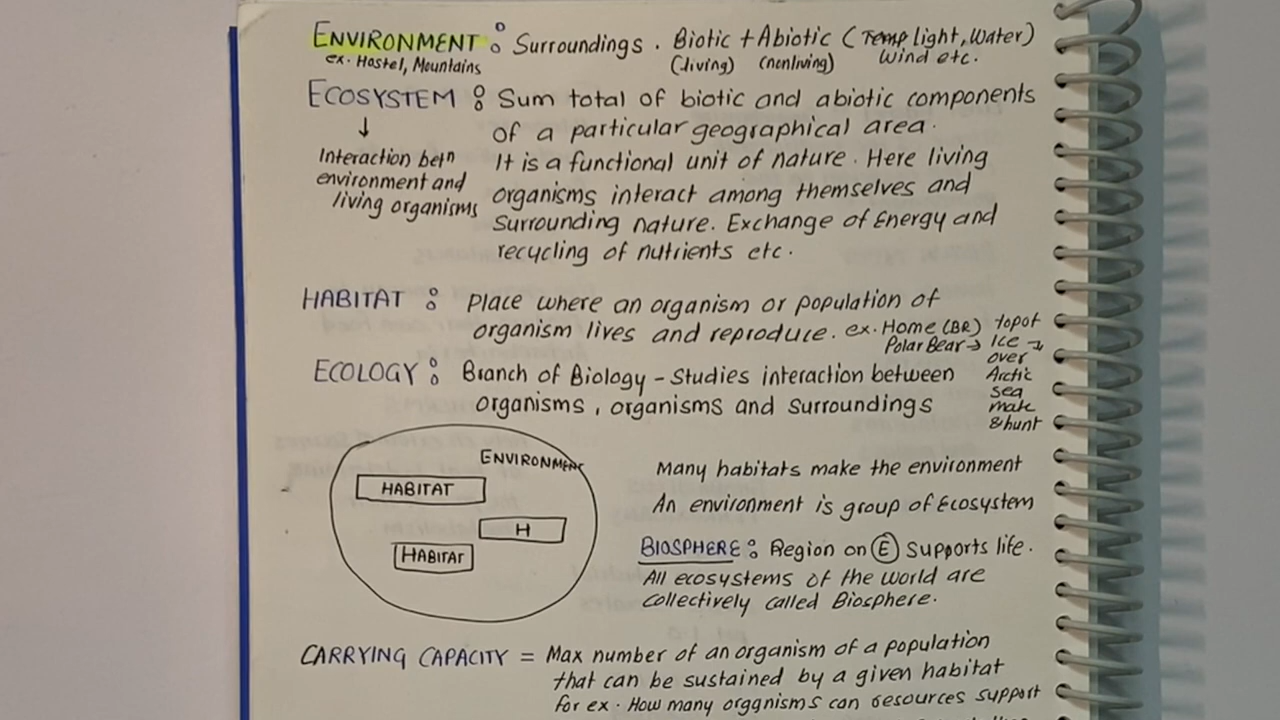 ENVIRONMENT : Surroundings . Biotic + Abiotic ( Temp Light, Water)
ex. Hostel, Mountains (living) (nonliving) Wind etc.
ECOSYSTEM : Sum total of biotic and abiotic components
of a particular geographical area.
↓
Interaction betn It is a functional unit of nature. Here living
environment and organisms interact among themselves and
living organisms surrounding nature. Exchange of Energy and
recycling of nutrients etc.
HABITAT : Place where an organism or population of
organism lives and reproduce. ex. Home (BR)
Polar Bear →
topof
Ice →
over
Arctic
sea
mate
& hunt
ECOLOGY : Branch of Biology - Studies interaction between
organisms, organisms and surroundings
ENVIRONMENT
HABITAT
H
HABITAT
Many habitats make the environment
An environment is group of Ecosystem
BIOSPHERE : Region on E supports life.
All ecosystems of the world are
collectively called Biosphere.
CARRYING CAPACITY = Max number of an organism of a population
that can be sustained by a given habitat
for ex. How many orggnisms can resources support